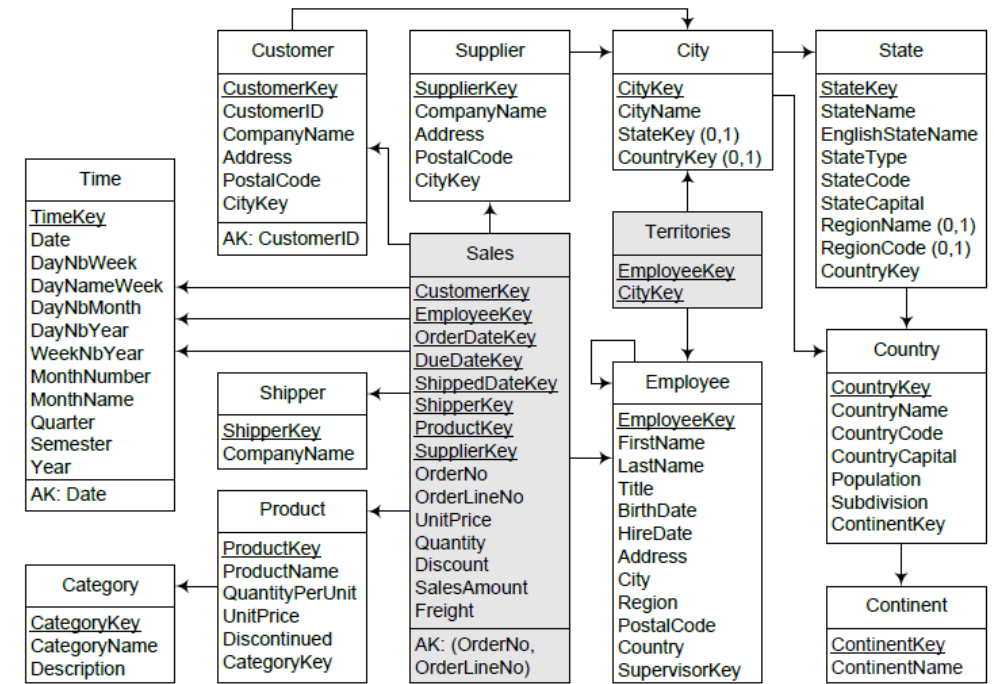 Customer
CustomerKey
CustomerID
CompanyName
Address
PostalCode
CityKey
AK: CustomerID
Supplier
SupplierKey
CompanyName
Address
PostalCode
CityKey
City
CityKey
CityName
StateKey (0,1)
CountryKey (0,1)
State
StateKey
StateName
EnglishStateName
StateType
StateCode
StateCapital
RegionName (0,1)
RegionCode (0,1)
CountryKey
Time
TimeKey
Date
DayNbWeek
DayNameWeek
DayNbMonth
DayNbYear
WeekNbYear
MonthNumber
MonthName
Quarter
Semester
Year
AK: Date
Sales
CustomerKey
EmployeeKey
OrderDateKey
DueDateKey
ShippedDateKey
ShipperKey
ProductKey
SupplierKey
OrderNo
OrderLineNo
UnitPrice
Quantity
Discount
SalesAmount
Freight
AK: (OrderNo,
OrderLineNo)
Territories
EmployeeKey
CityKey
Country
CountryKey
CountryName
CountryCode
CountryCapital
Population
Subdivision
ContinentKey
Shipper
ShipperKey
CompanyName
Employee
EmployeeKey
FirstName
LastName
Title
BirthDate
HireDate
Address
City
Region
PostalCode
Country
SupervisorKey
Product
ProductKey
ProductName
QuantityPerUnit
UnitPrice
Discontinued
CategoryKey
Category
CategoryKey
CategoryName
Description
Continent
ContinentKey
ContinentName